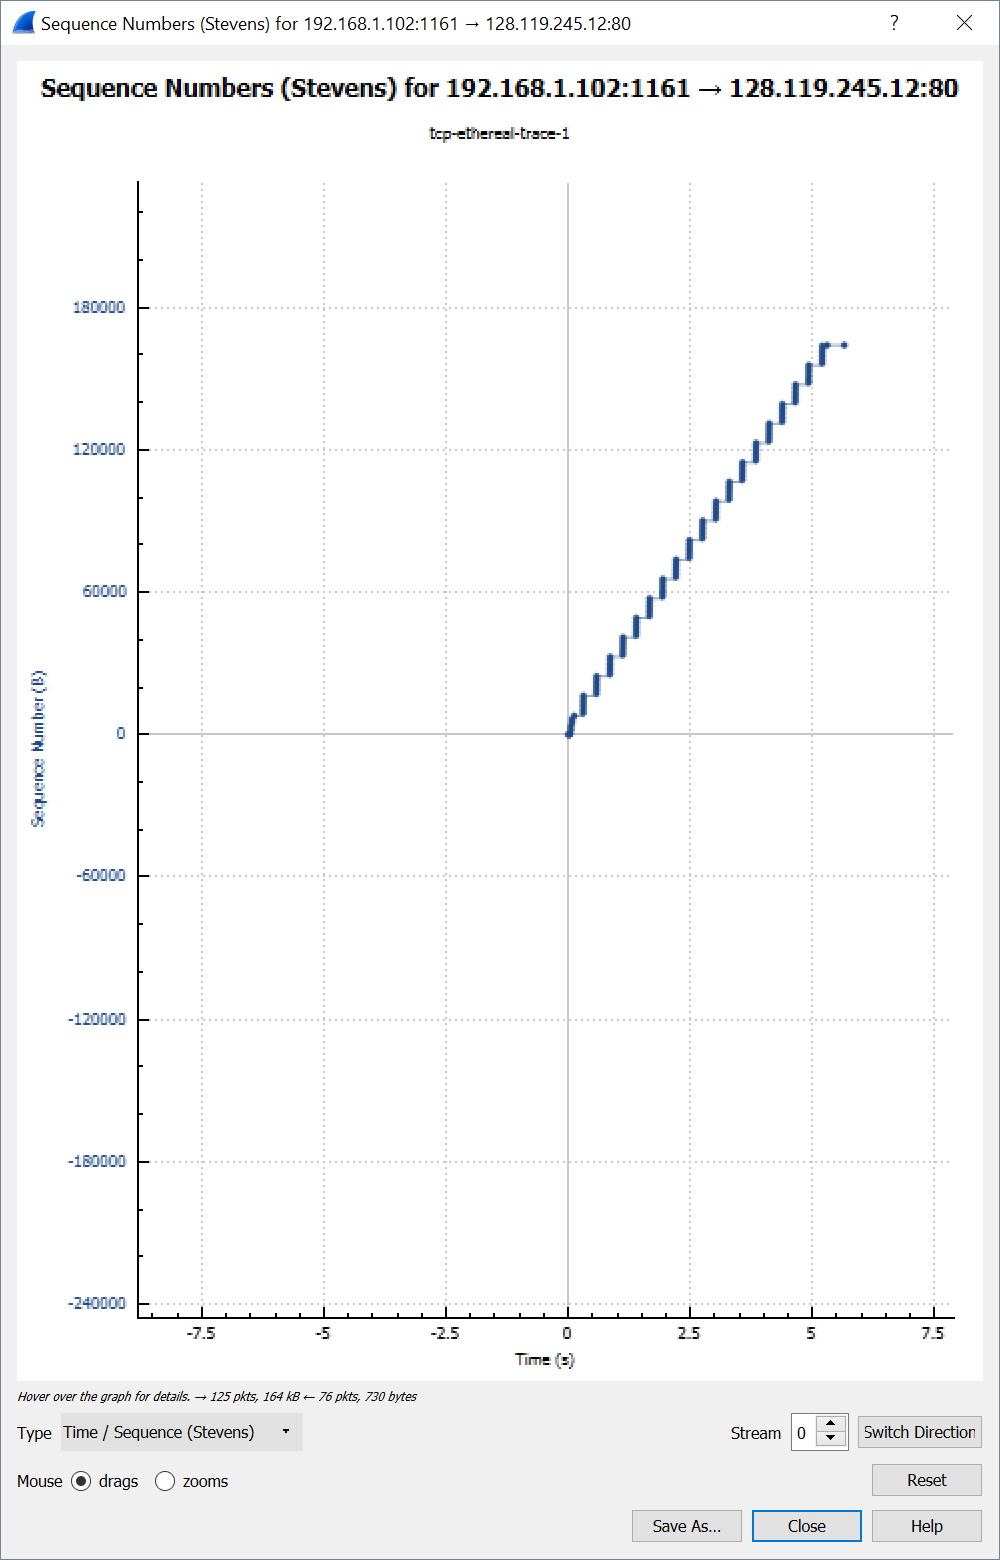 Sequence Numbers (Stevens) for 192.168.1.102:1161 → 128.119.245.12:80
?
Sequence Numbers (Stevens) for 192.168.1.102:1161 → 128.119.245.12:80
tcp-ethereal-trace-1
180000
120000
60000
0
-60000
-120000
-180000
-240000
Sequence Number (B)
-7.5 -5 -2.5 0 2.5 5 7.5
Time (s)
Hover over the graph for details. → 125 pkts, 164 kB ← 76 pkts, 730 bytes
Type Time / Sequence (Stevens) Stream 0 Switch Direction
Mouse drags zooms Reset
Save As... Close Help